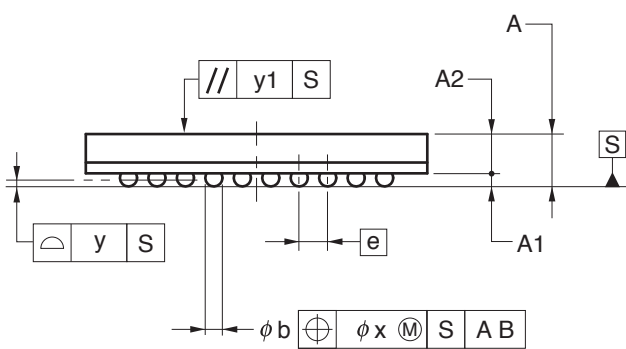 A
// y1 S
A2
S
⌓ y S
e
A1
φb ⌖ φx Ⓜ S A B